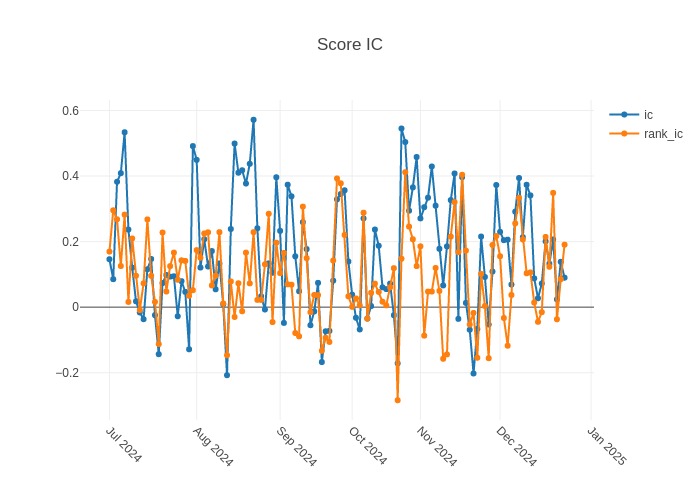 Score IC
0.6
0.4
0.2
0
−0.2
Jul 2024
Aug 2024
Sep 2024
Oct 2024
Nov 2024
Dec 2024
Jan 2025
ic
rank_ic